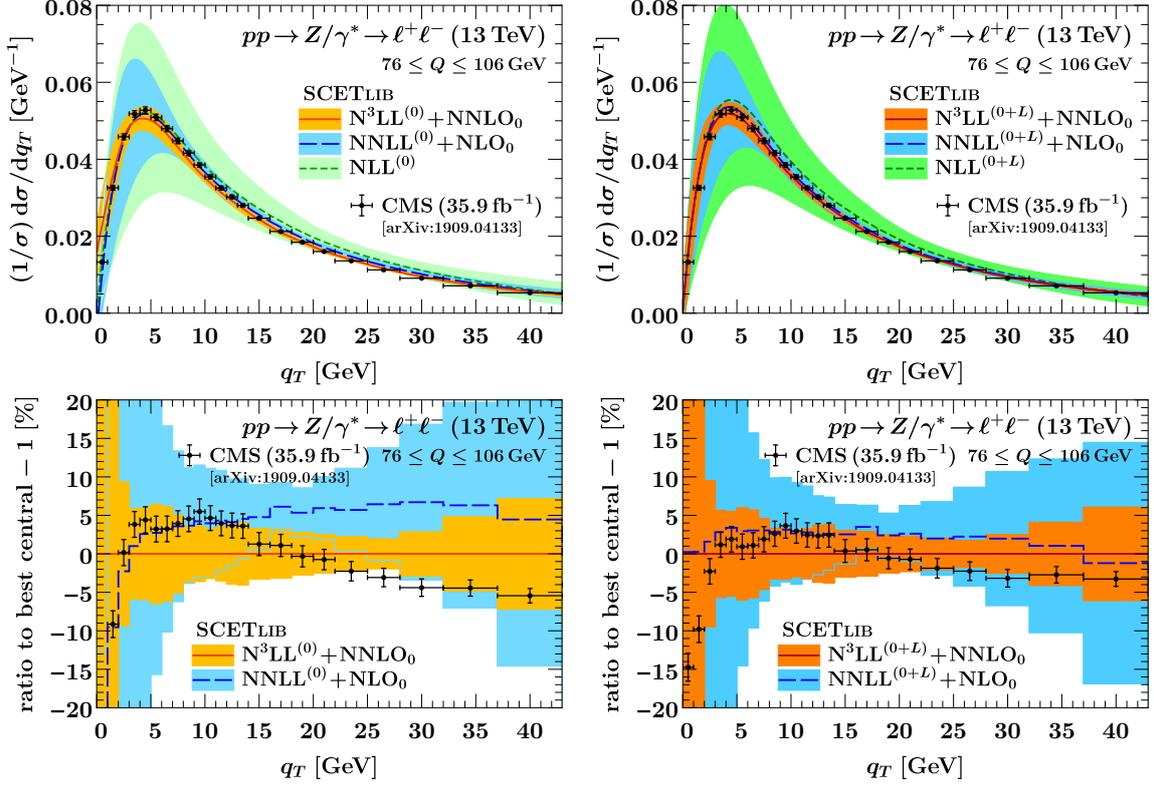 0.08
0.06
0.04
0.02
0.00
(1/σ) dσ/dq_T [GeV⁻¹]
pp → Z/γ* → ℓ⁺ℓ⁻ (13 TeV)
76 ≤ Q ≤ 106 GeV
SCETLIB
N³LL⁽⁰⁾+NNLO₀
NNLL⁽⁰⁾+NLO₀
NLL⁽⁰⁾
CMS (35.9 fb⁻¹)
[arXiv:1909.04133]
0 5 10 15 20 25 30 35 40
q_T [GeV]
0.08
0.06
0.04
0.02
0.00
(1/σ) dσ/dq_T [GeV⁻¹]
pp → Z/γ* → ℓ⁺ℓ⁻ (13 TeV)
76 ≤ Q ≤ 106 GeV
SCETLIB
N³LL⁽⁰⁺ᴸ⁾+NNLO₀
NNLL⁽⁰⁺ᴸ⁾+NLO₀
NLL⁽⁰⁺ᴸ⁾
CMS (35.9 fb⁻¹)
[arXiv:1909.04133]
0 5 10 15 20 25 30 35 40
q_T [GeV]
20
15
10
5
0
−5
−10
−15
−20
ratio to best central − 1 [%]
pp → Z/γ* → ℓ⁺ℓ⁻ (13 TeV)
CMS (35.9 fb⁻¹) 76 ≤ Q ≤ 106 GeV
[arXiv:1909.04133]
SCETLIB
N³LL⁽⁰⁾+NNLO₀
NNLL⁽⁰⁾+NLO₀
0 5 10 15 20 25 30 35 40
q_T [GeV]
20
15
10
5
0
−5
−10
−15
−20
ratio to best central − 1 [%]
pp → Z/γ* → ℓ⁺ℓ⁻ (13 TeV)
CMS (35.9 fb⁻¹) 76 ≤ Q ≤ 106 GeV
[arXiv:1909.04133]
SCETLIB
N³LL⁽⁰⁺ᴸ⁾+NNLO₀
NNLL⁽⁰⁺ᴸ⁾+NLO₀
0 5 10 15 20 25 30 35 40
q_T [GeV]